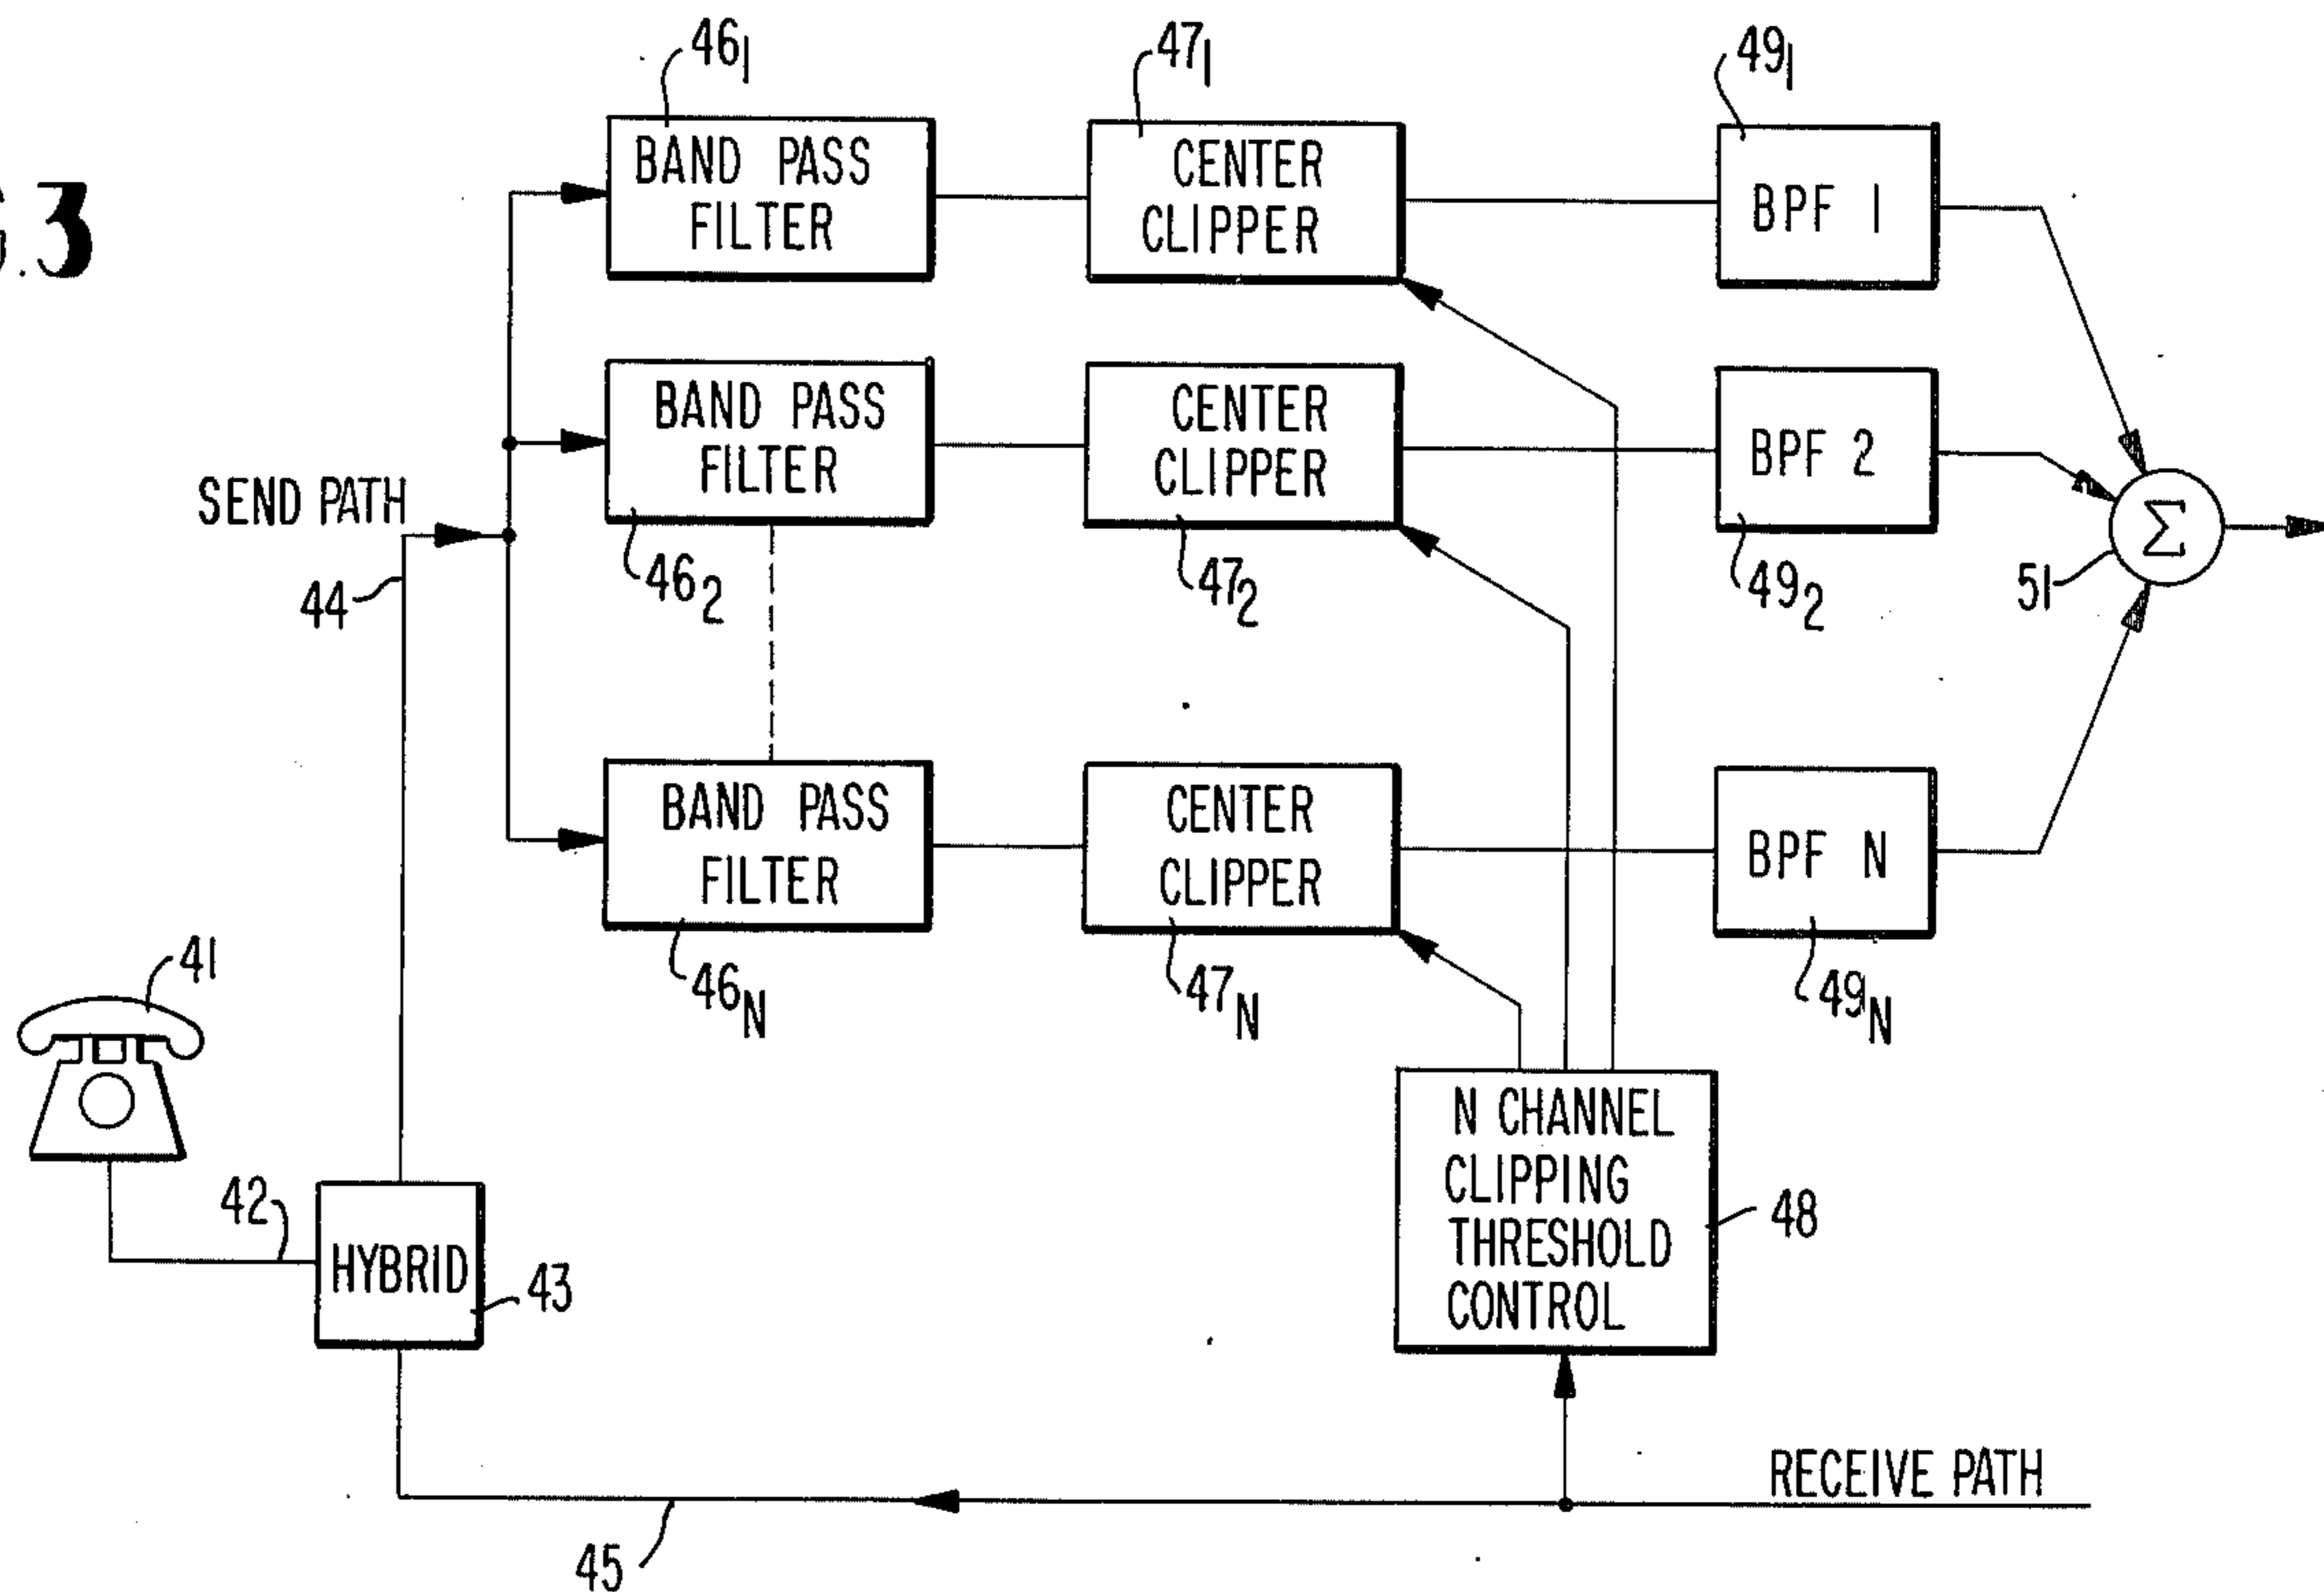 G.3
46₁
47₁
49₁
BAND PASS
FILTER
CENTER
CLIPPER
BPF 1
BAND PASS
FILTER
CENTER
CLIPPER
BPF 2
SEND PATH
Σ
44
46₂
47₂
49₂
51
BAND PASS
FILTER
CENTER
CLIPPER
BPF N
41
46N
47N
49N
N CHANNEL
CLIPPING
THRESHOLD
CONTROL
48
42
HYBRID
43
RECEIVE PATH
45